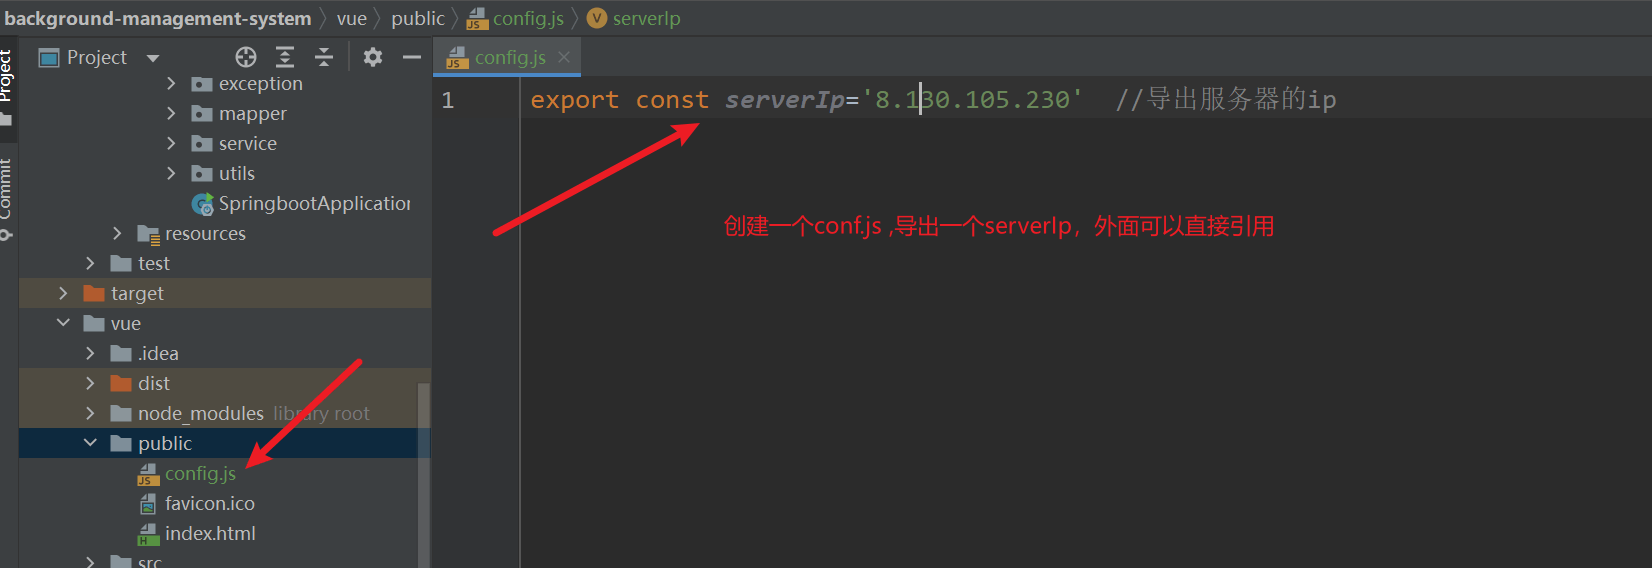 background-management-system vue public config.js serverIp
Project
config.js
Project
Commit
exception
mapper
service
utils
SpringbootApplication
resources
test
target
vue
.idea
dist
node_modules library root
public
config.js
favicon.ico
index.html
src
1 export const serverIp='8.130.105.230' //导出服务器的ip
创建一个conf.js ,导出一个serverIp，外面可以直接引用